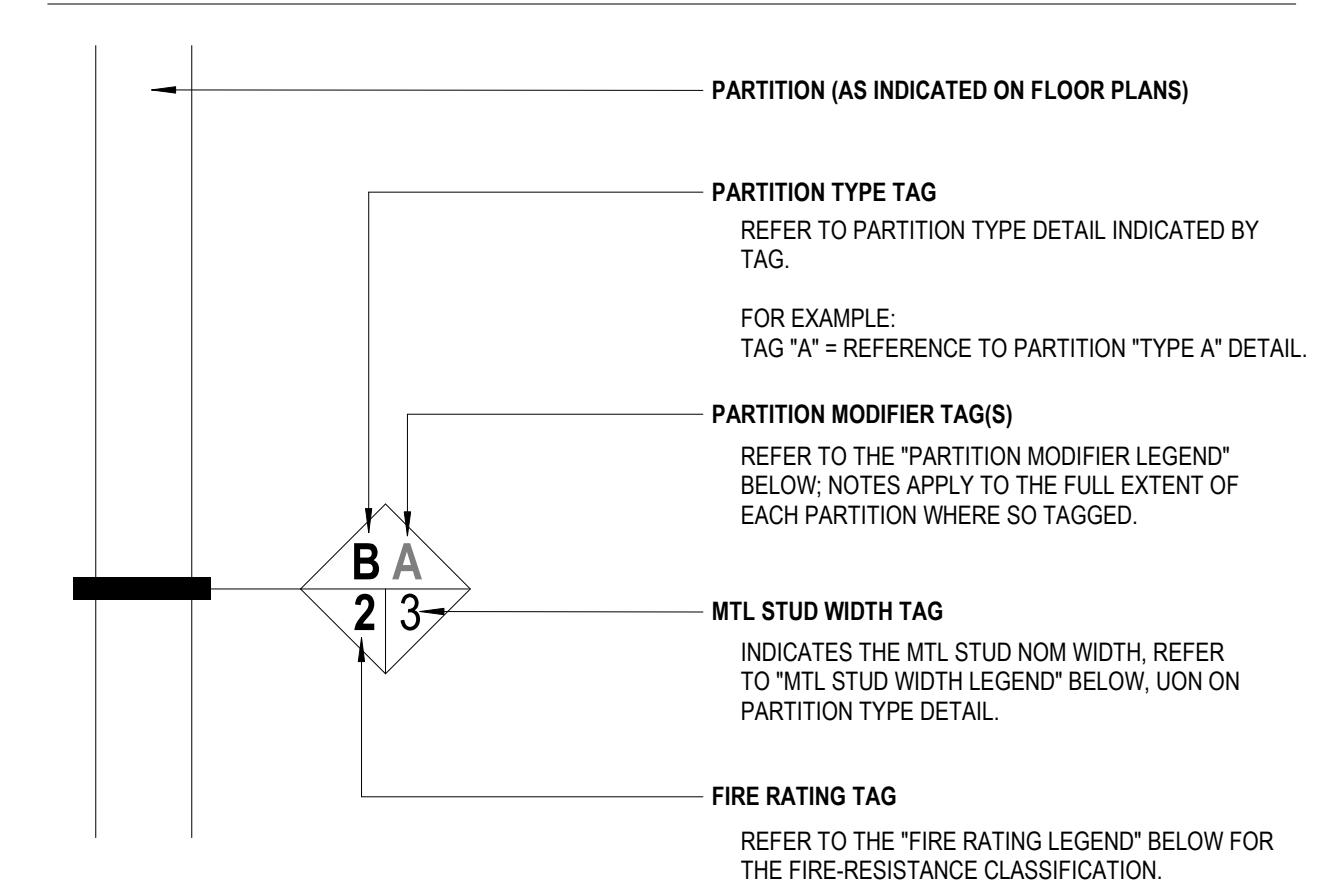 PARTITION (AS INDICATED ON FLOOR PLANS)
PARTITION TYPE TAG
REFER TO PARTITION TYPE DETAIL INDICATED BY
TAG.
FOR EXAMPLE:
TAG "A" = REFERENCE TO PARTITION "TYPE A" DETAIL.
PARTITION MODIFIER TAG(S)
REFER TO THE "PARTITION MODIFIER LEGEND"
BELOW; NOTES APPLY TO THE FULL EXTENT OF
EACH PARTITION WHERE SO TAGGED.
B A
2 3
MTL STUD WIDTH TAG
INDICATES THE MTL STUD NOM WIDTH, REFER
TO "MTL STUD WIDTH LEGEND" BELOW, UON ON
PARTITION TYPE DETAIL.
FIRE RATING TAG
REFER TO THE "FIRE RATING LEGEND" BELOW FOR
THE FIRE-RESISTANCE CLASSIFICATION.